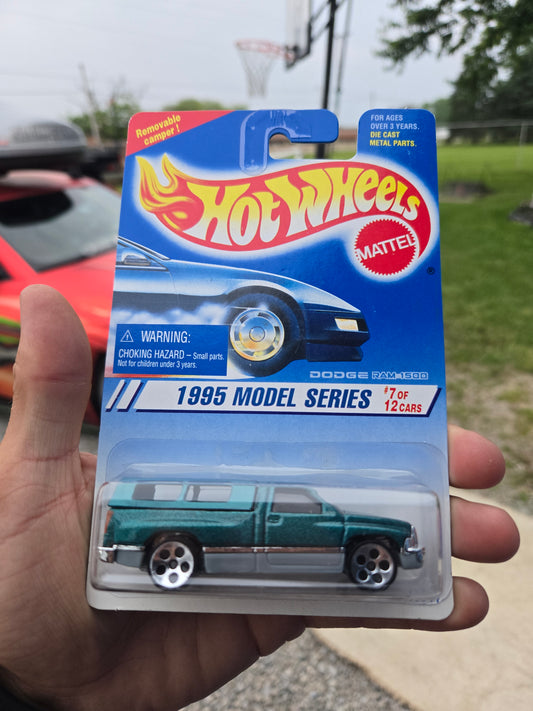 Removable
camper!
FOR AGES
OVER 3 YEARS.
DIE CAST
METAL PARTS.
HOT WHEELS
MATTEL
®
⚠ WARNING:
CHOKING HAZARD – Small parts.
Not for children under 3 years.
DODGE RAM 1500
1995 MODEL SERIES
#7 OF
12 CARS